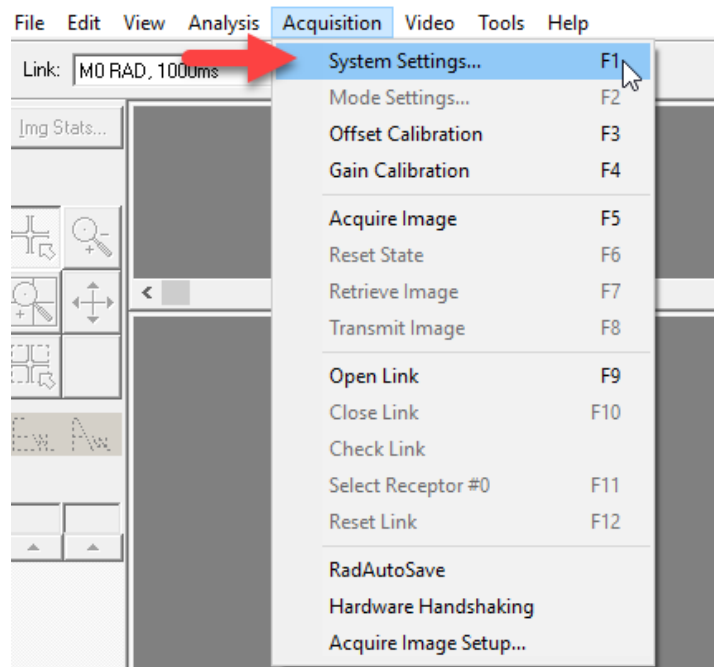 File Edit View Analysis Acquisition Video Tools Help
Link: M0 RAD, 1000ms
Img Stats...
System Settings... F1
Mode Settings... F2
Offset Calibration F3
Gain Calibration F4
Acquire Image F5
Reset State F6
Retrieve Image F7
Transmit Image F8
Open Link F9
Close Link F10
Check Link
Select Receptor #0 F11
Reset Link F12
RadAutoSave
Hardware Handshaking
Acquire Image Setup...